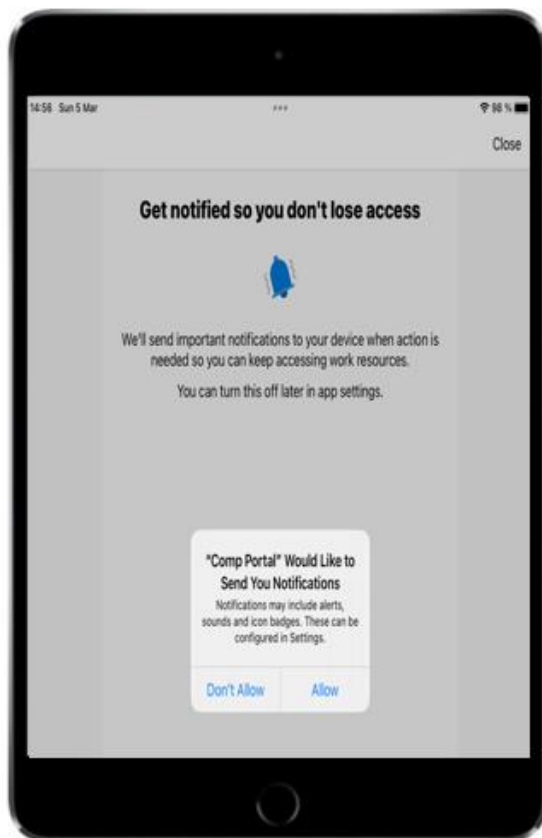 14:56 Sun 5 Mar
98 %
Close
Get notified so you don't lose access
We'll send important notifications to your device when action is
needed so you can keep accessing work resources.
You can turn this off later in app settings.
"Comp Portal" Would Like to
Send You Notifications
Notifications may include alerts,
sounds and icon badges. These can be
configured in Settings.
Don't Allow
Allow